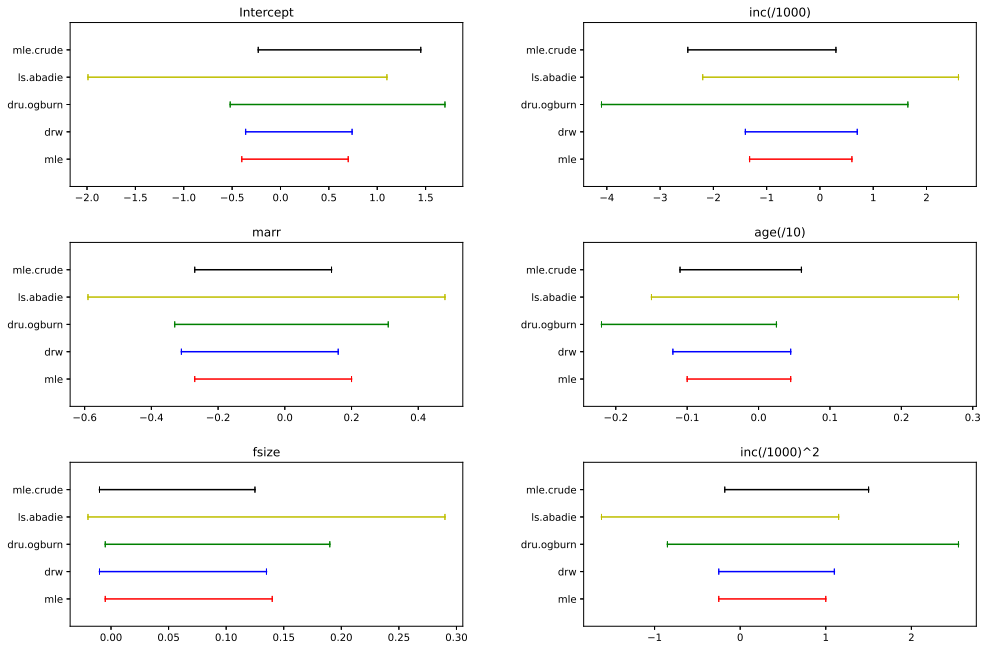 Intercept
mle.crude
ls.abadie
dru.ogburn
drw
mle
−2.0 −1.5 −1.0 −0.5 0.0 0.5 1.0 1.5
inc(/1000)
mle.crude
ls.abadie
dru.ogburn
drw
mle
−4 −3 −2 −1 0 1 2
marr
mle.crude
ls.abadie
dru.ogburn
drw
mle
−0.6 −0.4 −0.2 0.0 0.2 0.4
age(/10)
mle.crude
ls.abadie
dru.ogburn
drw
mle
−0.2 −0.1 0.0 0.1 0.2 0.3
fsize
mle.crude
ls.abadie
dru.ogburn
drw
mle
0.00 0.05 0.10 0.15 0.20 0.25 0.30
inc(/1000)^2
mle.crude
ls.abadie
dru.ogburn
drw
mle
−1 0 1 2